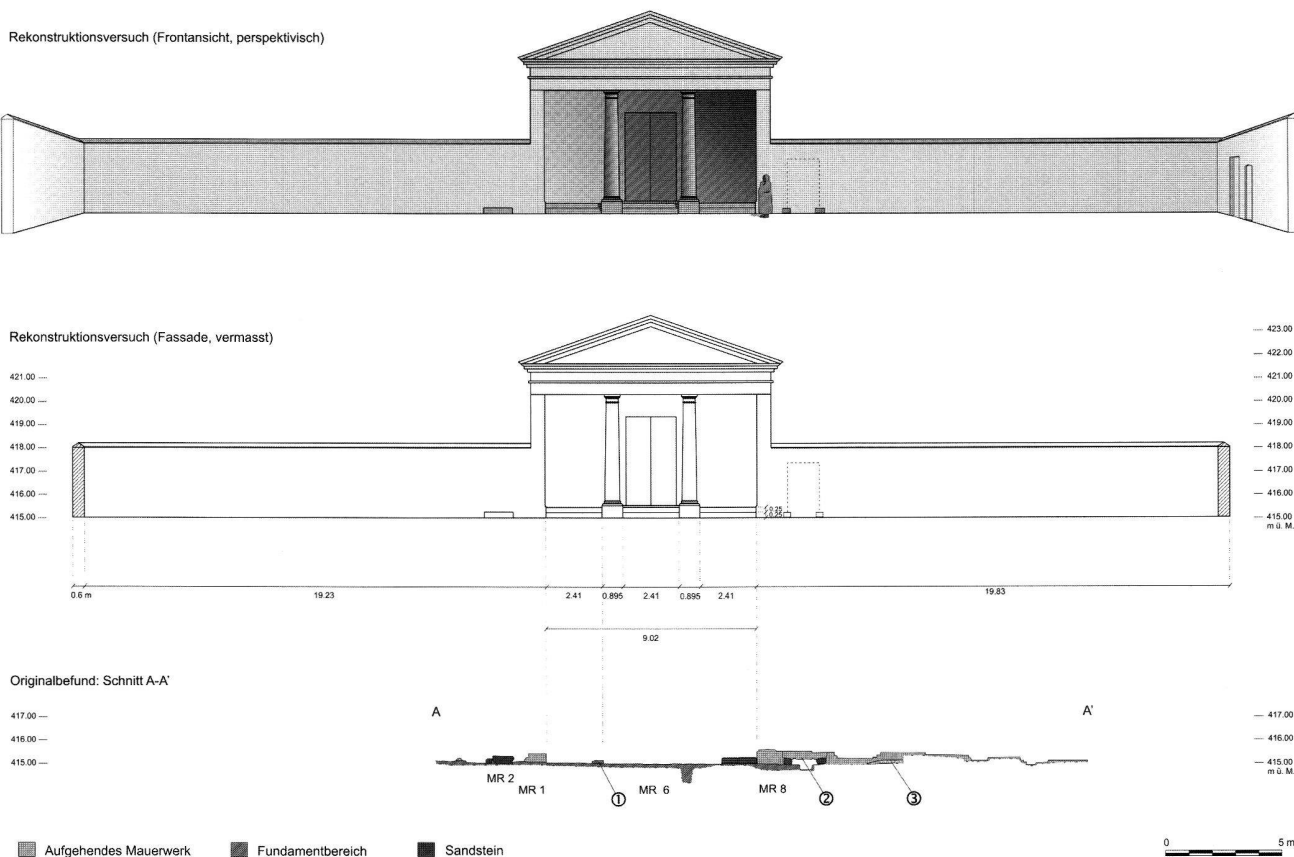 Rekonstruktionsversuch (Frontansicht, perspektivisch)
Rekonstruktionsversuch (Fassade, vermasst)
423.00
422.00
421.00 421.00
420.00 420.00
419.00 419.00
418.00 418.00
417.00 417.00
416.00 416.00
415.00 0.25 0.25 415.00
m ü. M.
0.6 m 19.23 2.41 0.895 2.41 0.895 2.41 19.83
9.02
Originalbefund: Schnitt A-A'
417.00 A A' 417.00
416.00 416.00
415.00 415.00
m ü. M.
MR 2 MR 1 ① MR 6 MR 8 ② ③
Aufgehendes Mauerwerk Fundamentbereich Sandstein
0 5 m